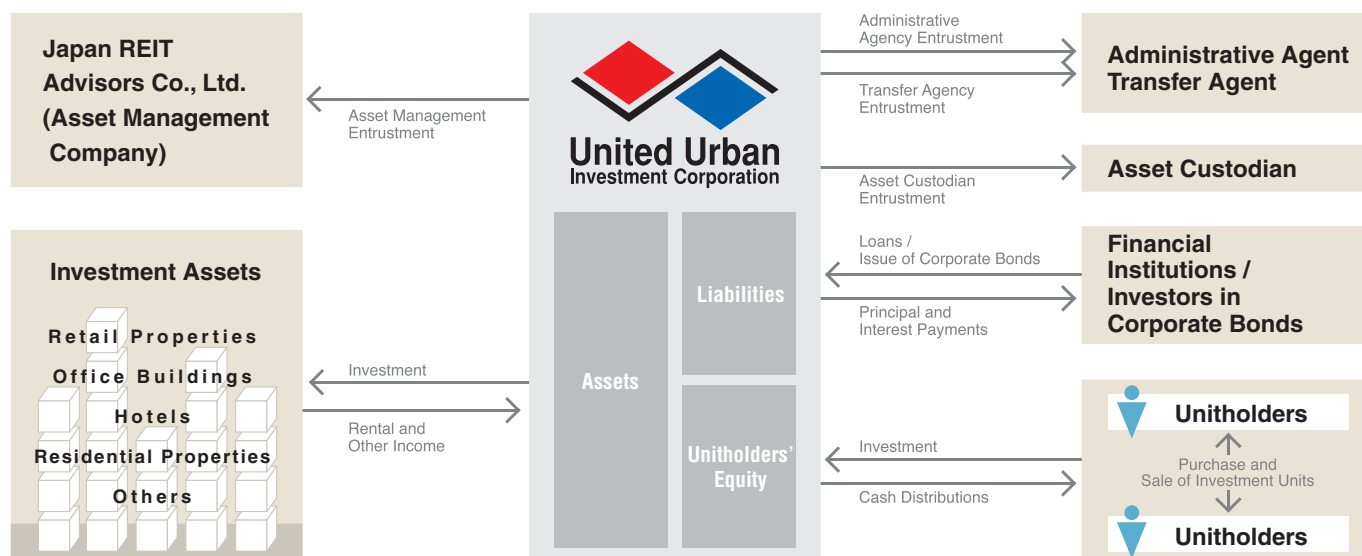 Japan REIT
Advisors Co., Ltd.
(Asset Management
Company)
Asset Management
Entrustment
Investment Assets
Retail Properties
Office Buildings
Hotels
Residential Properties
Others
Investment
Rental and
Other Income
United Urban
Investment Corporation
Assets
Liabilities
Unitholders'
Equity
Administrative
Agency Entrustment
Transfer Agency
Entrustment
Administrative Agent
Transfer Agent
Asset Custodian
Entrustment
Asset Custodian
Loans /
Issue of Corporate Bonds
Principal and
Interest Payments
Financial
Institutions /
Investors in
Corporate Bonds
Investment
Cash Distributions
Unitholders
Purchase and
Sale of Investment Units
Unitholders